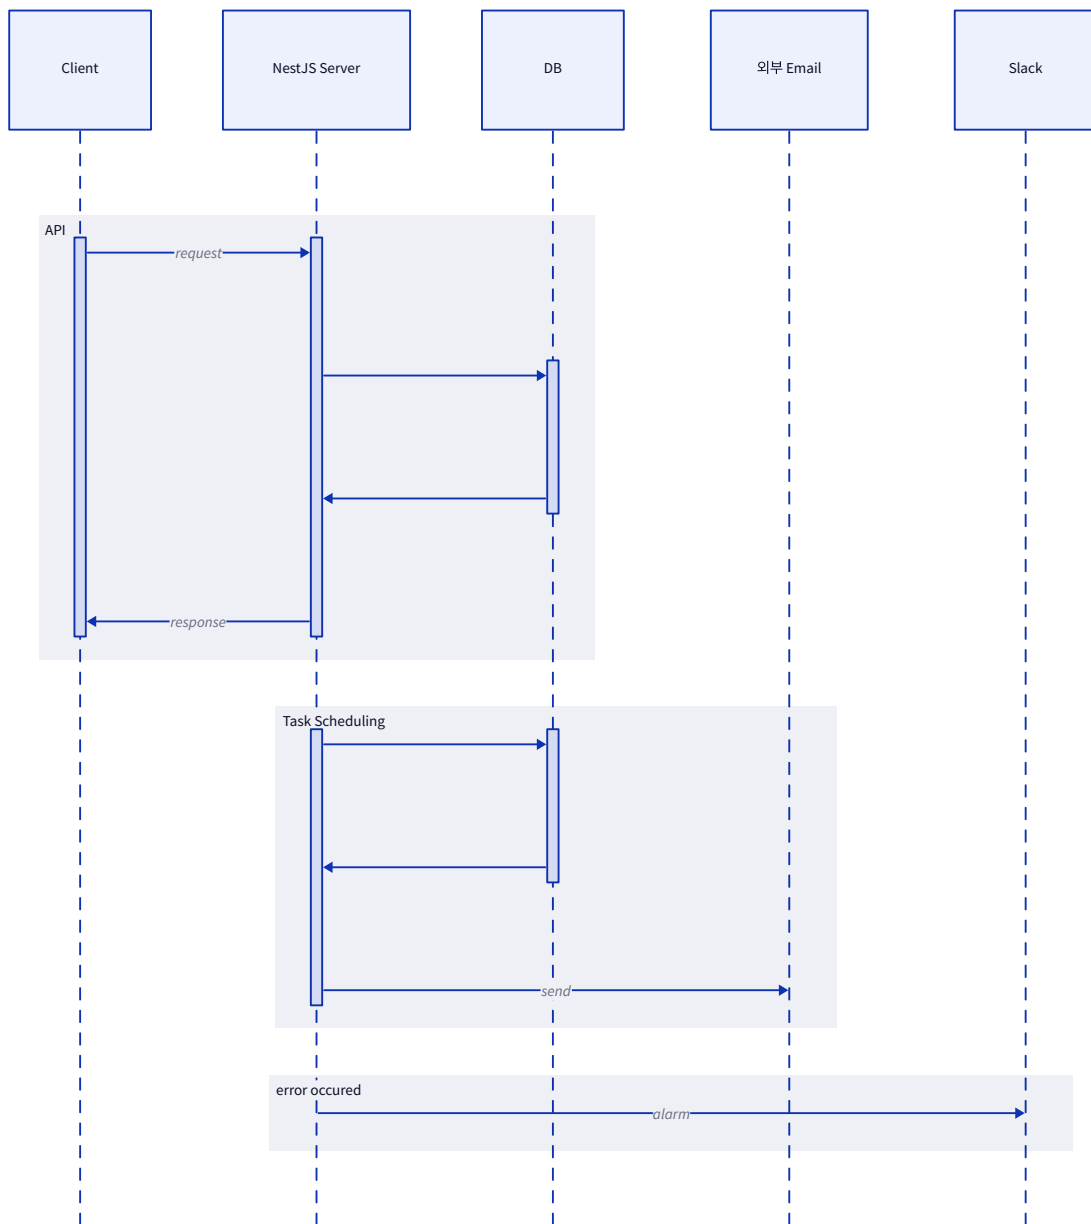 Client
NestJS Server
DB
외부 Email
Slack
API
request
response
Task Scheduling
send
error occured
alarm